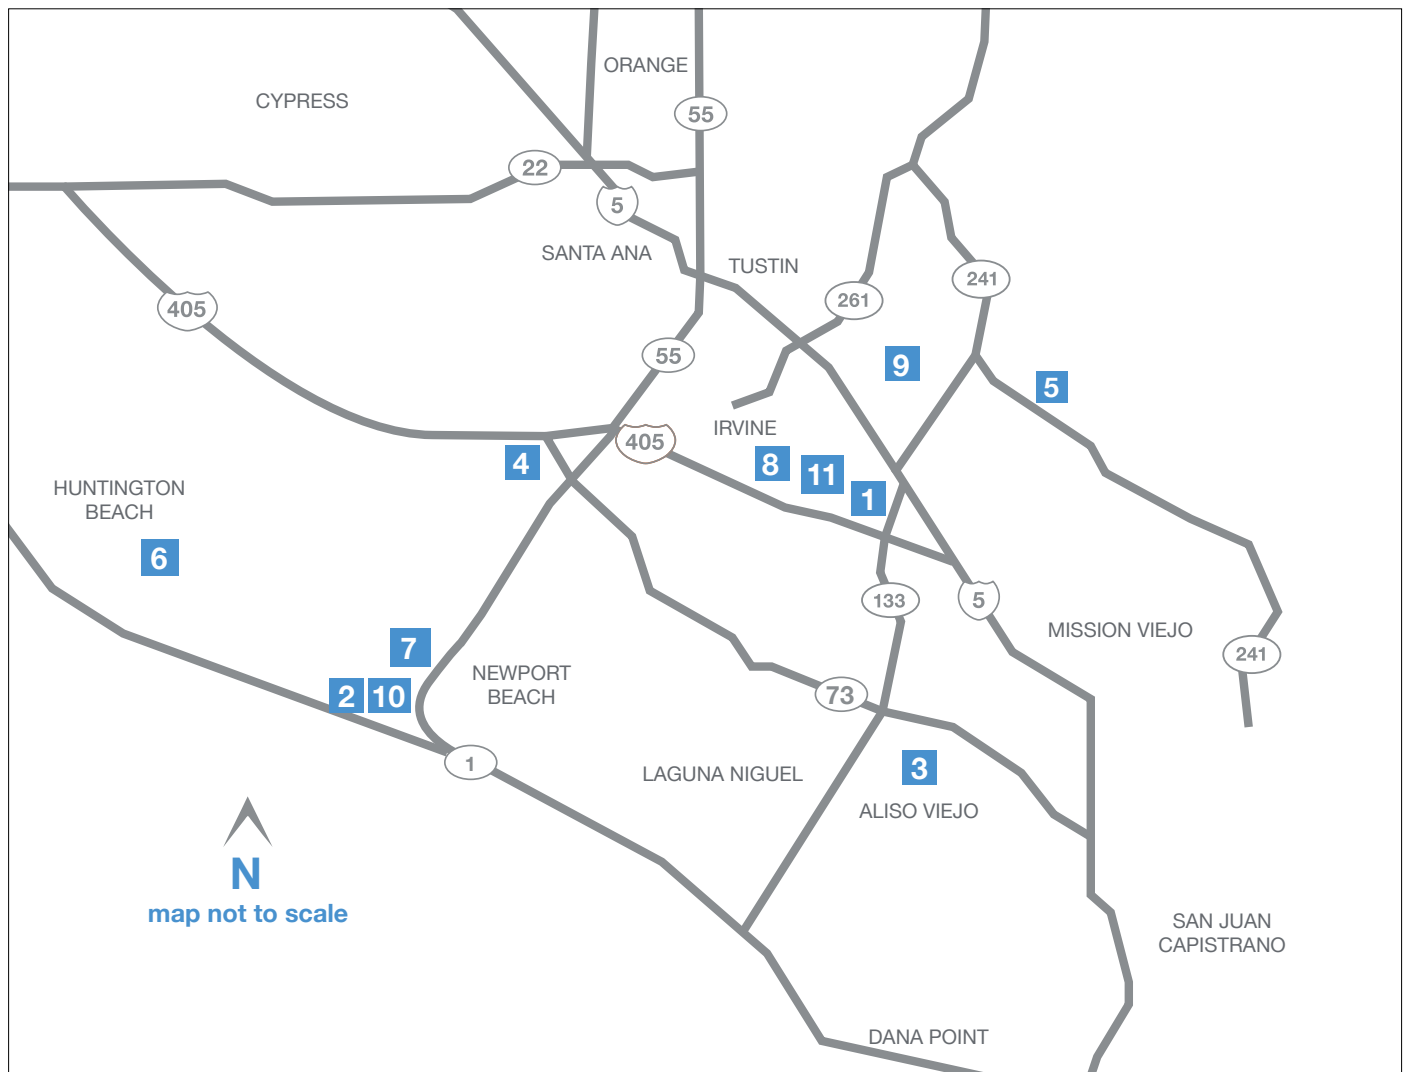 ORANGE
CYPRESS
55
22
5
SANTA ANA
TUSTIN
241
261
405
55
9
5
IRVINE
405
4
8
11
1
HUNTINGTON
BEACH
6
133
5
MISSION VIEJO
7
241
NEWPORT
BEACH
2
10
73
1
3
LAGUNA NIGUEL
ALISO VIEJO
N
map not to scale
SAN JUAN
CAPISTRANO
DANA POINT